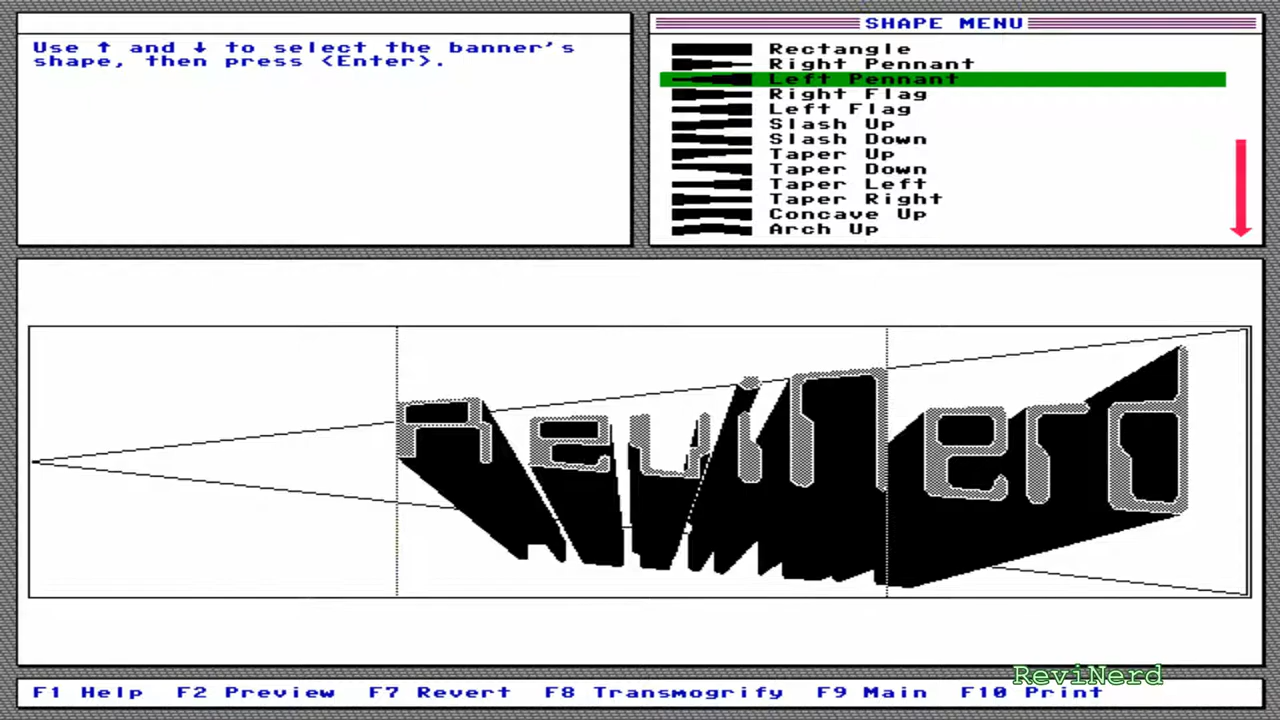 Use ↑ and ↓ to select the banner's
shape, then press <Enter>.
SHAPE MENU
Rectangle
Right Pennant
Left Pennant
Right Flag
Left Flag
Slash Up
Slash Down
Taper Up
Taper Down
Taper Left
Taper Right
Concave Up
Arch Up
ReviNerd
F1 Help F2 Preview F7 Revert F8 Transmogrify F9 Main F10 Print
ReviNerd